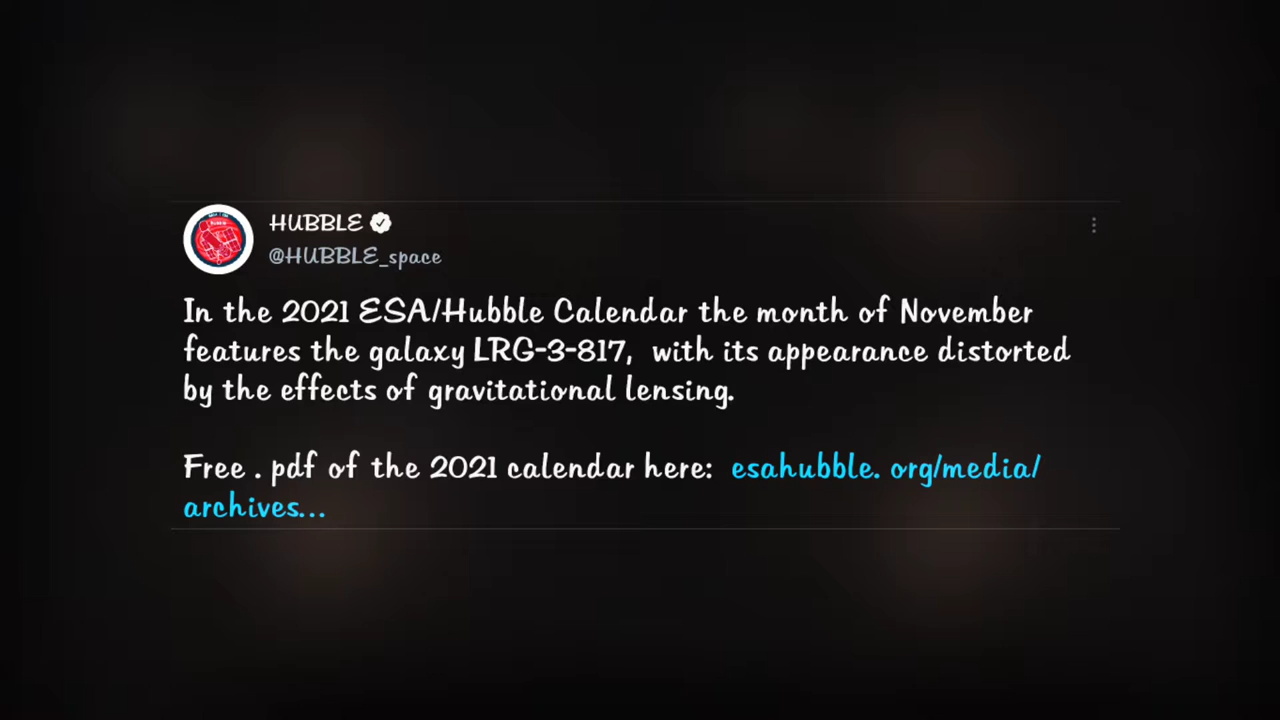 HUBBLE
@HUBBLE_space
In the 2021 ESA/Hubble Calendar the month of November
features the galaxy LRG-3-817, with its appearance distorted
by the effects of gravitational lensing.
Free . pdf of the 2021 calendar here: esahubble. org/media/
archives...